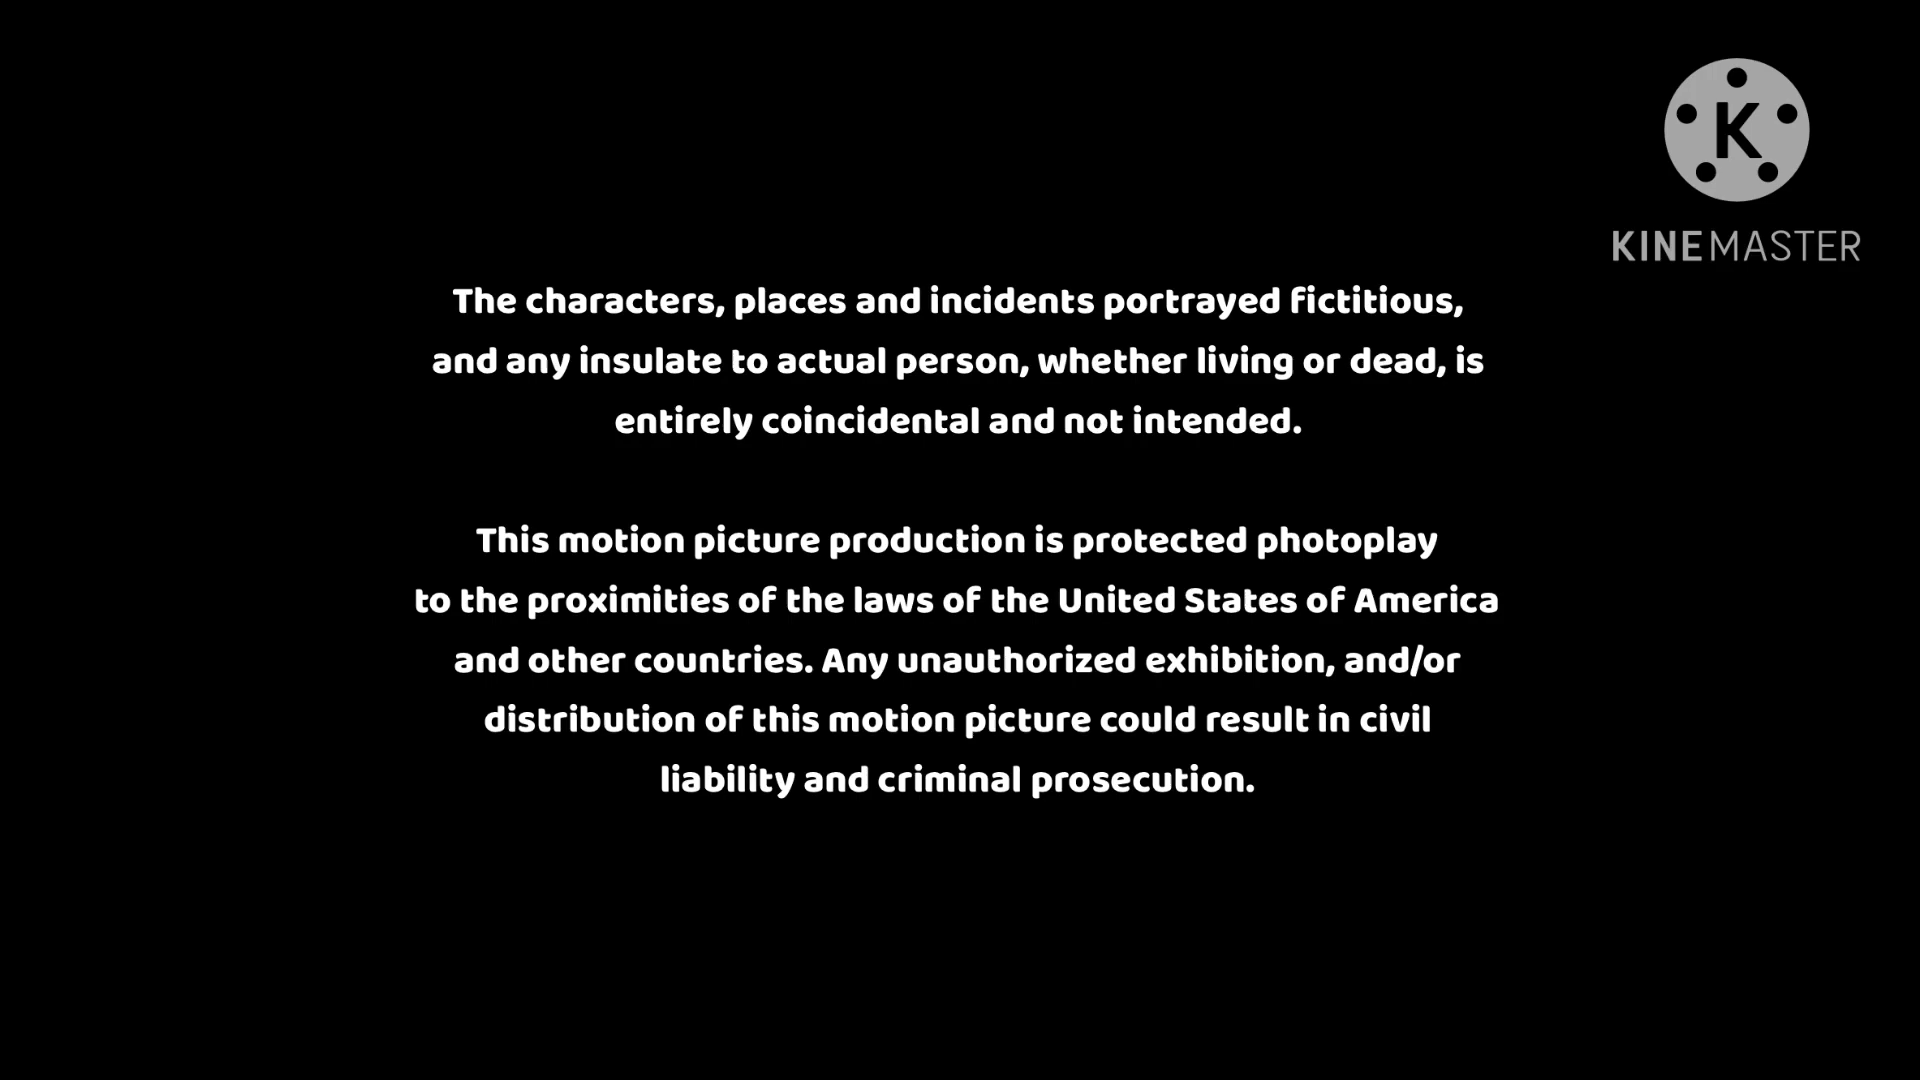 K
KINEMASTER
The characters, places and incidents portrayed fictitious,
and any insulate to actual person, whether living or dead, is
entirely coincidental and not intended.
This motion picture production is protected photoplay
to the proximities of the laws of the United States of America
and other countries. Any unauthorized exhibition, and/or
distribution of this motion picture could result in civil
liability and criminal prosecution.